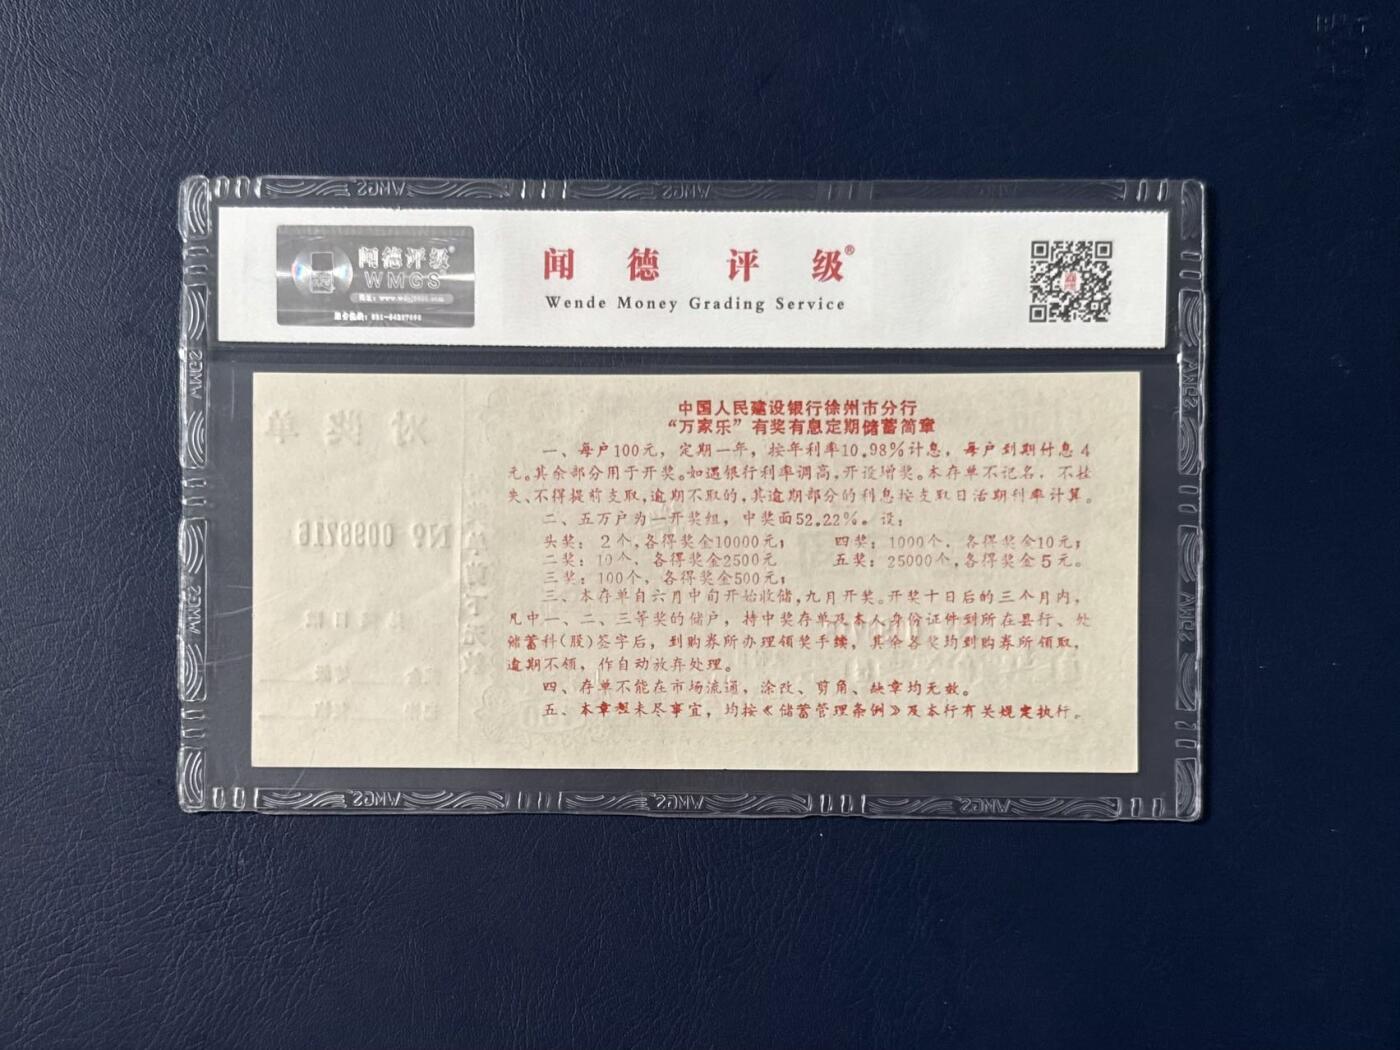 闻德评级®
WMGS
闻德评级®
Wende Money Grading Service
中国人民建设银行徐州市分行
“万家乐”有奖有息定期储蓄简章
一、每户100元，定期一年，按年利率10.98%计息，每户到期付息4
元。其余部分用于开奖。如遇银行利率调高，开设增奖。本存单不记名，不挂
失、不得提前支取，逾期不取的，其逾期部分的利息按支取日活期利率计算。
二、五万户为一开奖组，中奖面52.22%。设：
头奖：2个，各得奖金10000元； 四奖：1000个，各得奖金10元；
二奖：10个、各得奖金2500元 五奖：25000个，各得奖金5元。
三奖：100个，各得奖金500元；
三、本存单自六月中旬开始收储，九月开奖。开奖十日后的三个月内，
凡中一、二、三等奖的储户，持中奖存单及本人身份证件到所在县行、处
储蓄科(股)签字后，到购券所办理领奖手续，其余各奖均到购券所领取，
逾期不领，作自动放弃处理。
四、存单不能在市场流通，涂改、剪角、缺章均无效。
五、本章程未尽事宜，均按《储蓄管理条例》及本行有关规定执行。
对奖单
WMGS
WMGS
WMGS
WMGS
WMGS
WMGS